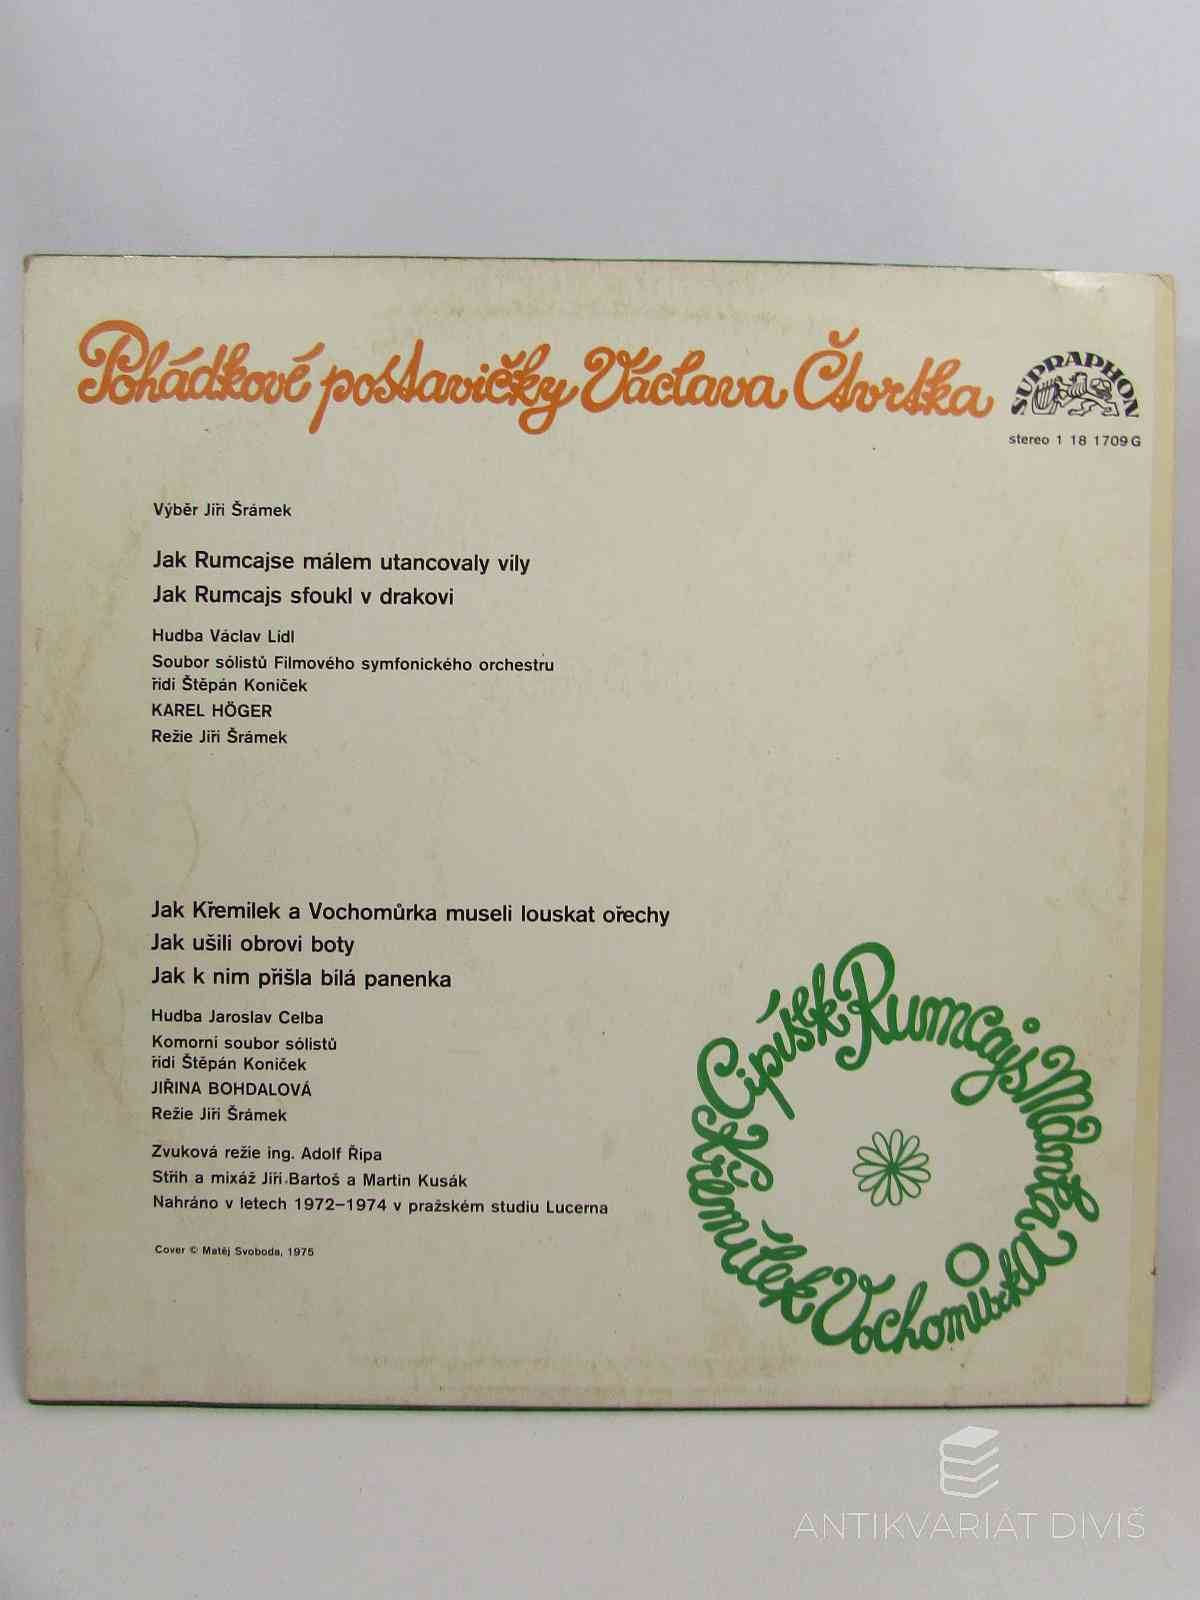 Pohádkové postavičky Václava Čtvrtka
SUPRAPHON
stereo 1 18 1709 G
Výběr Jiří Šrámek
Jak Rumcajse málem utancovaly víly
Jak Rumcajs sfoukl v drakovi
Hudba Václav Lídl
Soubor sólistů Filmového symfonického orchestru
řídí Štěpán Koníček
KAREL HÖGER
Režie Jiří Šrámek
Jak Křemílek a Vochomůrka museli louskat ořechy
Jak ušili obrovi boty
Jak k nim přišla bílá panenka
Hudba Jaroslav Celba
Komorní soubor sólistů
řídí Štěpán Koníček
JIŘINA BOHDALOVÁ
Režie Jiří Šrámek
Zvuková režie ing. Adolf Řípa
Střih a mixáž Jiří Bartoš a Martin Kusák
Nahráno v letech 1972–1974 v pražském studiu Lucerna
Cover © Matěj Svoboda, 1975
Cipísek Rumcajs Manka Vochomůrka Křemílek
ANTIKVARIÁT DIVIŠ